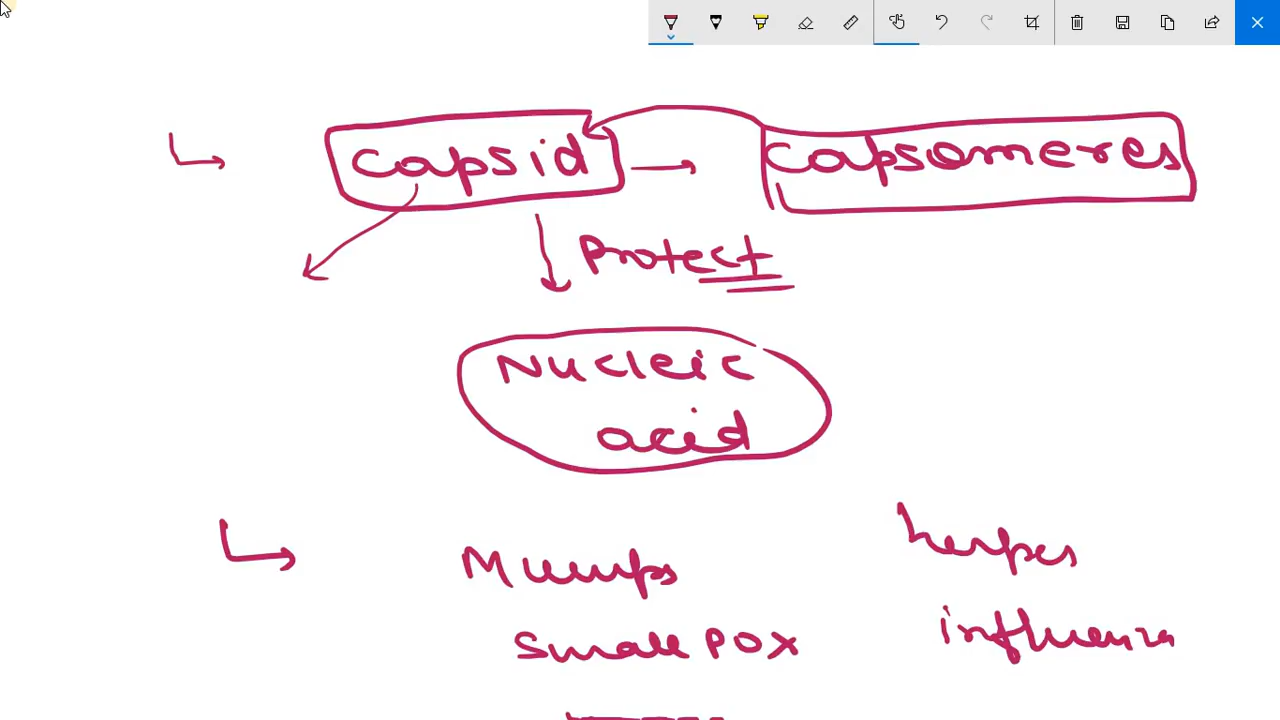 capsid → capsomeres
Protect
Nucleic
acid
Mumps
herpes
Small POX
influenza